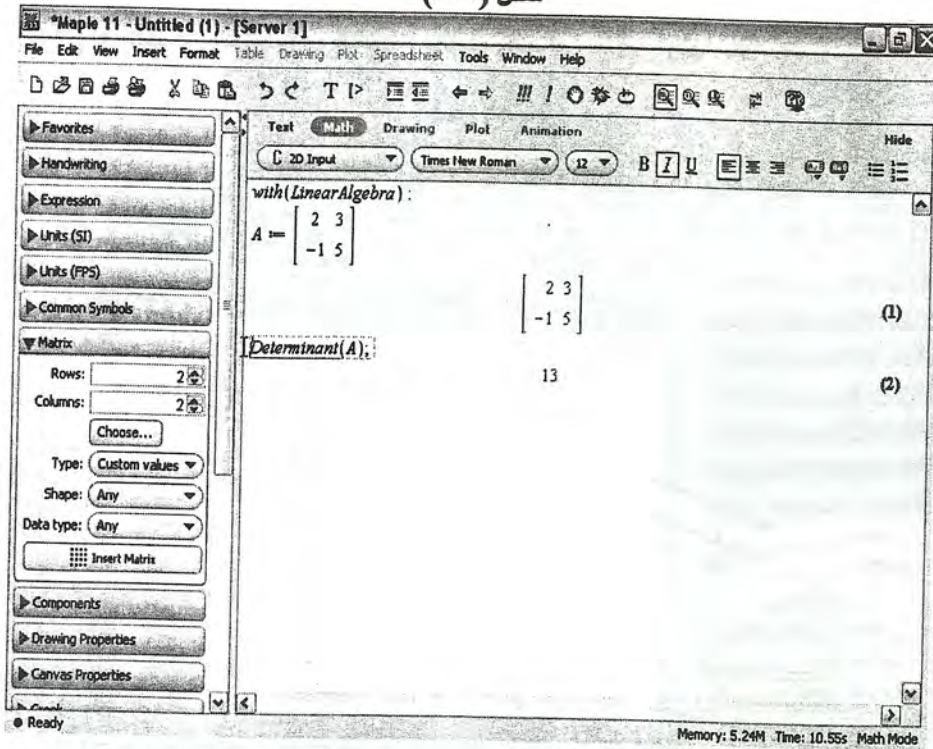 *Maple 11 - Untitled (1) - [Server 1]
File Edit View Insert Format Table Drawing Plot Spreadsheet Tools Window Help
Favorites
Handwriting
Expression
Units (SI)
Units (FPS)
Common Symbols
Matrix
Rows: 2
Columns: 2
Choose...
Type: Custom values
Shape: Any
Data type: Any
Insert Matrix
Components
Drawing Properties
Canvas Properties
Ready
Text Math Drawing Plot Animation Hide
C 2D Input Times New Roman 12 B I U
with(LinearAlgebra) :
A := [ 2 3
-1 5 ]
[ 2 3
-1 5 ] (1)
Determinant(A);
13 (2)
Memory: 5.24M Time: 10.55s Math Mode